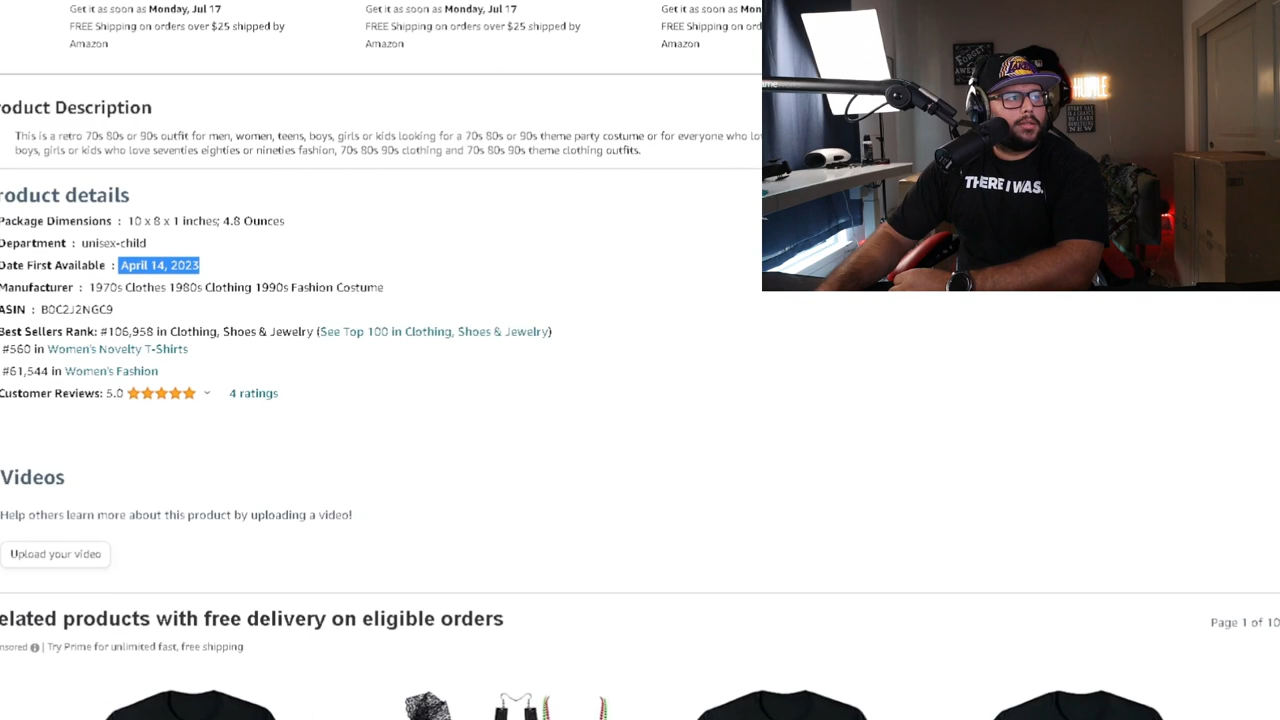 Get it as soon as Monday, Jul 17
FREE Shipping on orders over $25 shipped by
Amazon
Get it as soon as Monday, Jul 17
FREE Shipping on orders over $25 shipped by
Amazon
Get it as soon as Mon
FREE Shipping on orde
Amazon
roduct Description
This is a retro 70s 80s or 90s outfit for men, women, teens, boys, girls or kids looking for a 70s 80s or 90s theme party costume or for everyone who lo
boys, girls or kids who love seventies eighties or nineties fashion, 70s 80s 90s clothing and 70s 80s 90s theme clothing outfits.
roduct details
Package Dimensions : 10 x 8 x 1 inches; 4.8 Ounces
Department : unisex-child
Date First Available : April 14, 2023
Manufacturer : 1970s Clothes 1980s Clothing 1990s Fashion Costume
ASIN : B0C2J2NGC9
Best Sellers Rank: #106,958 in Clothing, Shoes & Jewelry (See Top 100 in Clothing, Shoes & Jewelry)
#560 in Women's Novelty T-Shirts
#61,544 in Women's Fashion
Customer Reviews: 5.0 4 ratings
Videos
Help others learn more about this product by uploading a video!
Upload your video
elated products with free delivery on eligible orders
Page 1 of 10
nsored | Try Prime for unlimited fast, free shipping
THERE I WAS.
LAKERS
HUSTLE